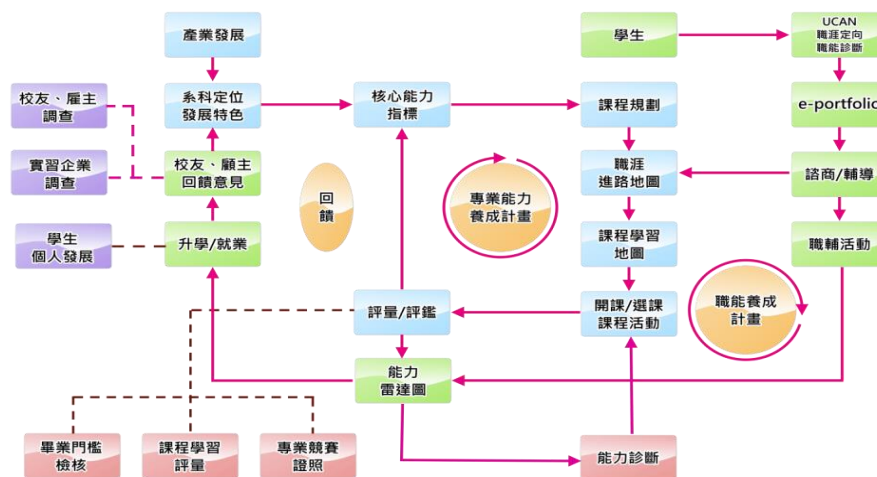 產業發展
學生
UCAN
職涯定向
職能診斷
校友、雇主
調查
系科定位
發展特色
核心能力
指標
課程規劃
e-portfolio
實習企業
調查
校友、顧主
回饋意見
回
饋
專業能力
養成計畫
職涯
進路地圖
諮商/輔導
學生
個人發展
升學/就業
課程學習
地圖
職輔活動
評量/評鑑
開課/選課
課程活動
職能養成
計畫
能力
雷達圖
畢業門檻
檢核
課程學習
評量
專業競賽
證照
能力診斷